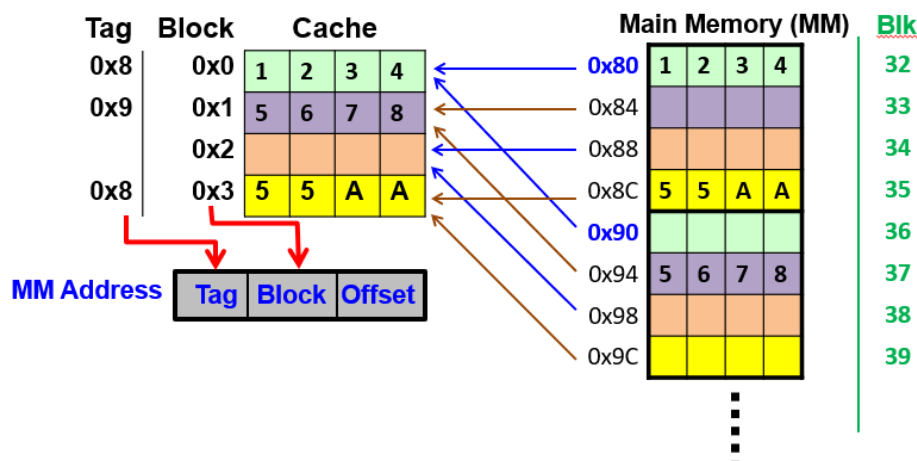 Tag Block Cache Main Memory (MM) Blk
0x8 0x0 1 2 3 4 0x80 1 2 3 4 32
0x9 0x1 5 6 7 8 0x84 33
0x2 0x88 34
0x8 0x3 5 5 A A 0x8C 5 5 A A 35
0x90 36
0x94 5 6 7 8 37
MM Address Tag Block Offset
0x98 38
0x9C 39